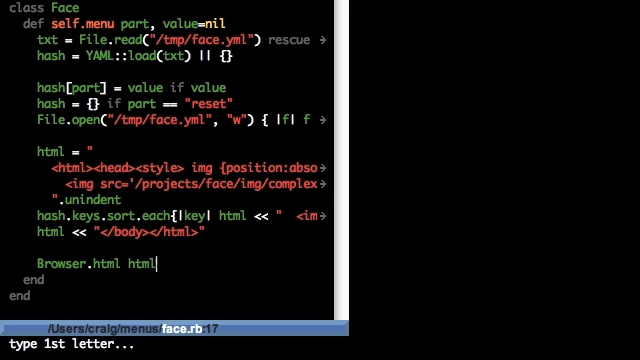 class Face
def self.menu part, value=nil
txt = File.read("/tmp/face.yml") rescue
hash = YAML::load(txt) || {}
hash[part] = value if value
hash = {} if part == "reset"
File.open("/tmp/face.yml", "w") { |f| f
html = "
<html><head><style> img {position:abso
<img src='/projects/face/img/complex
".unindent
hash.keys.sort.each{|key| html << "  <im
html << "</body></html>"
Browser.html html
end
end
/Users/craig/menus/face.rb:17
type 1st letter...